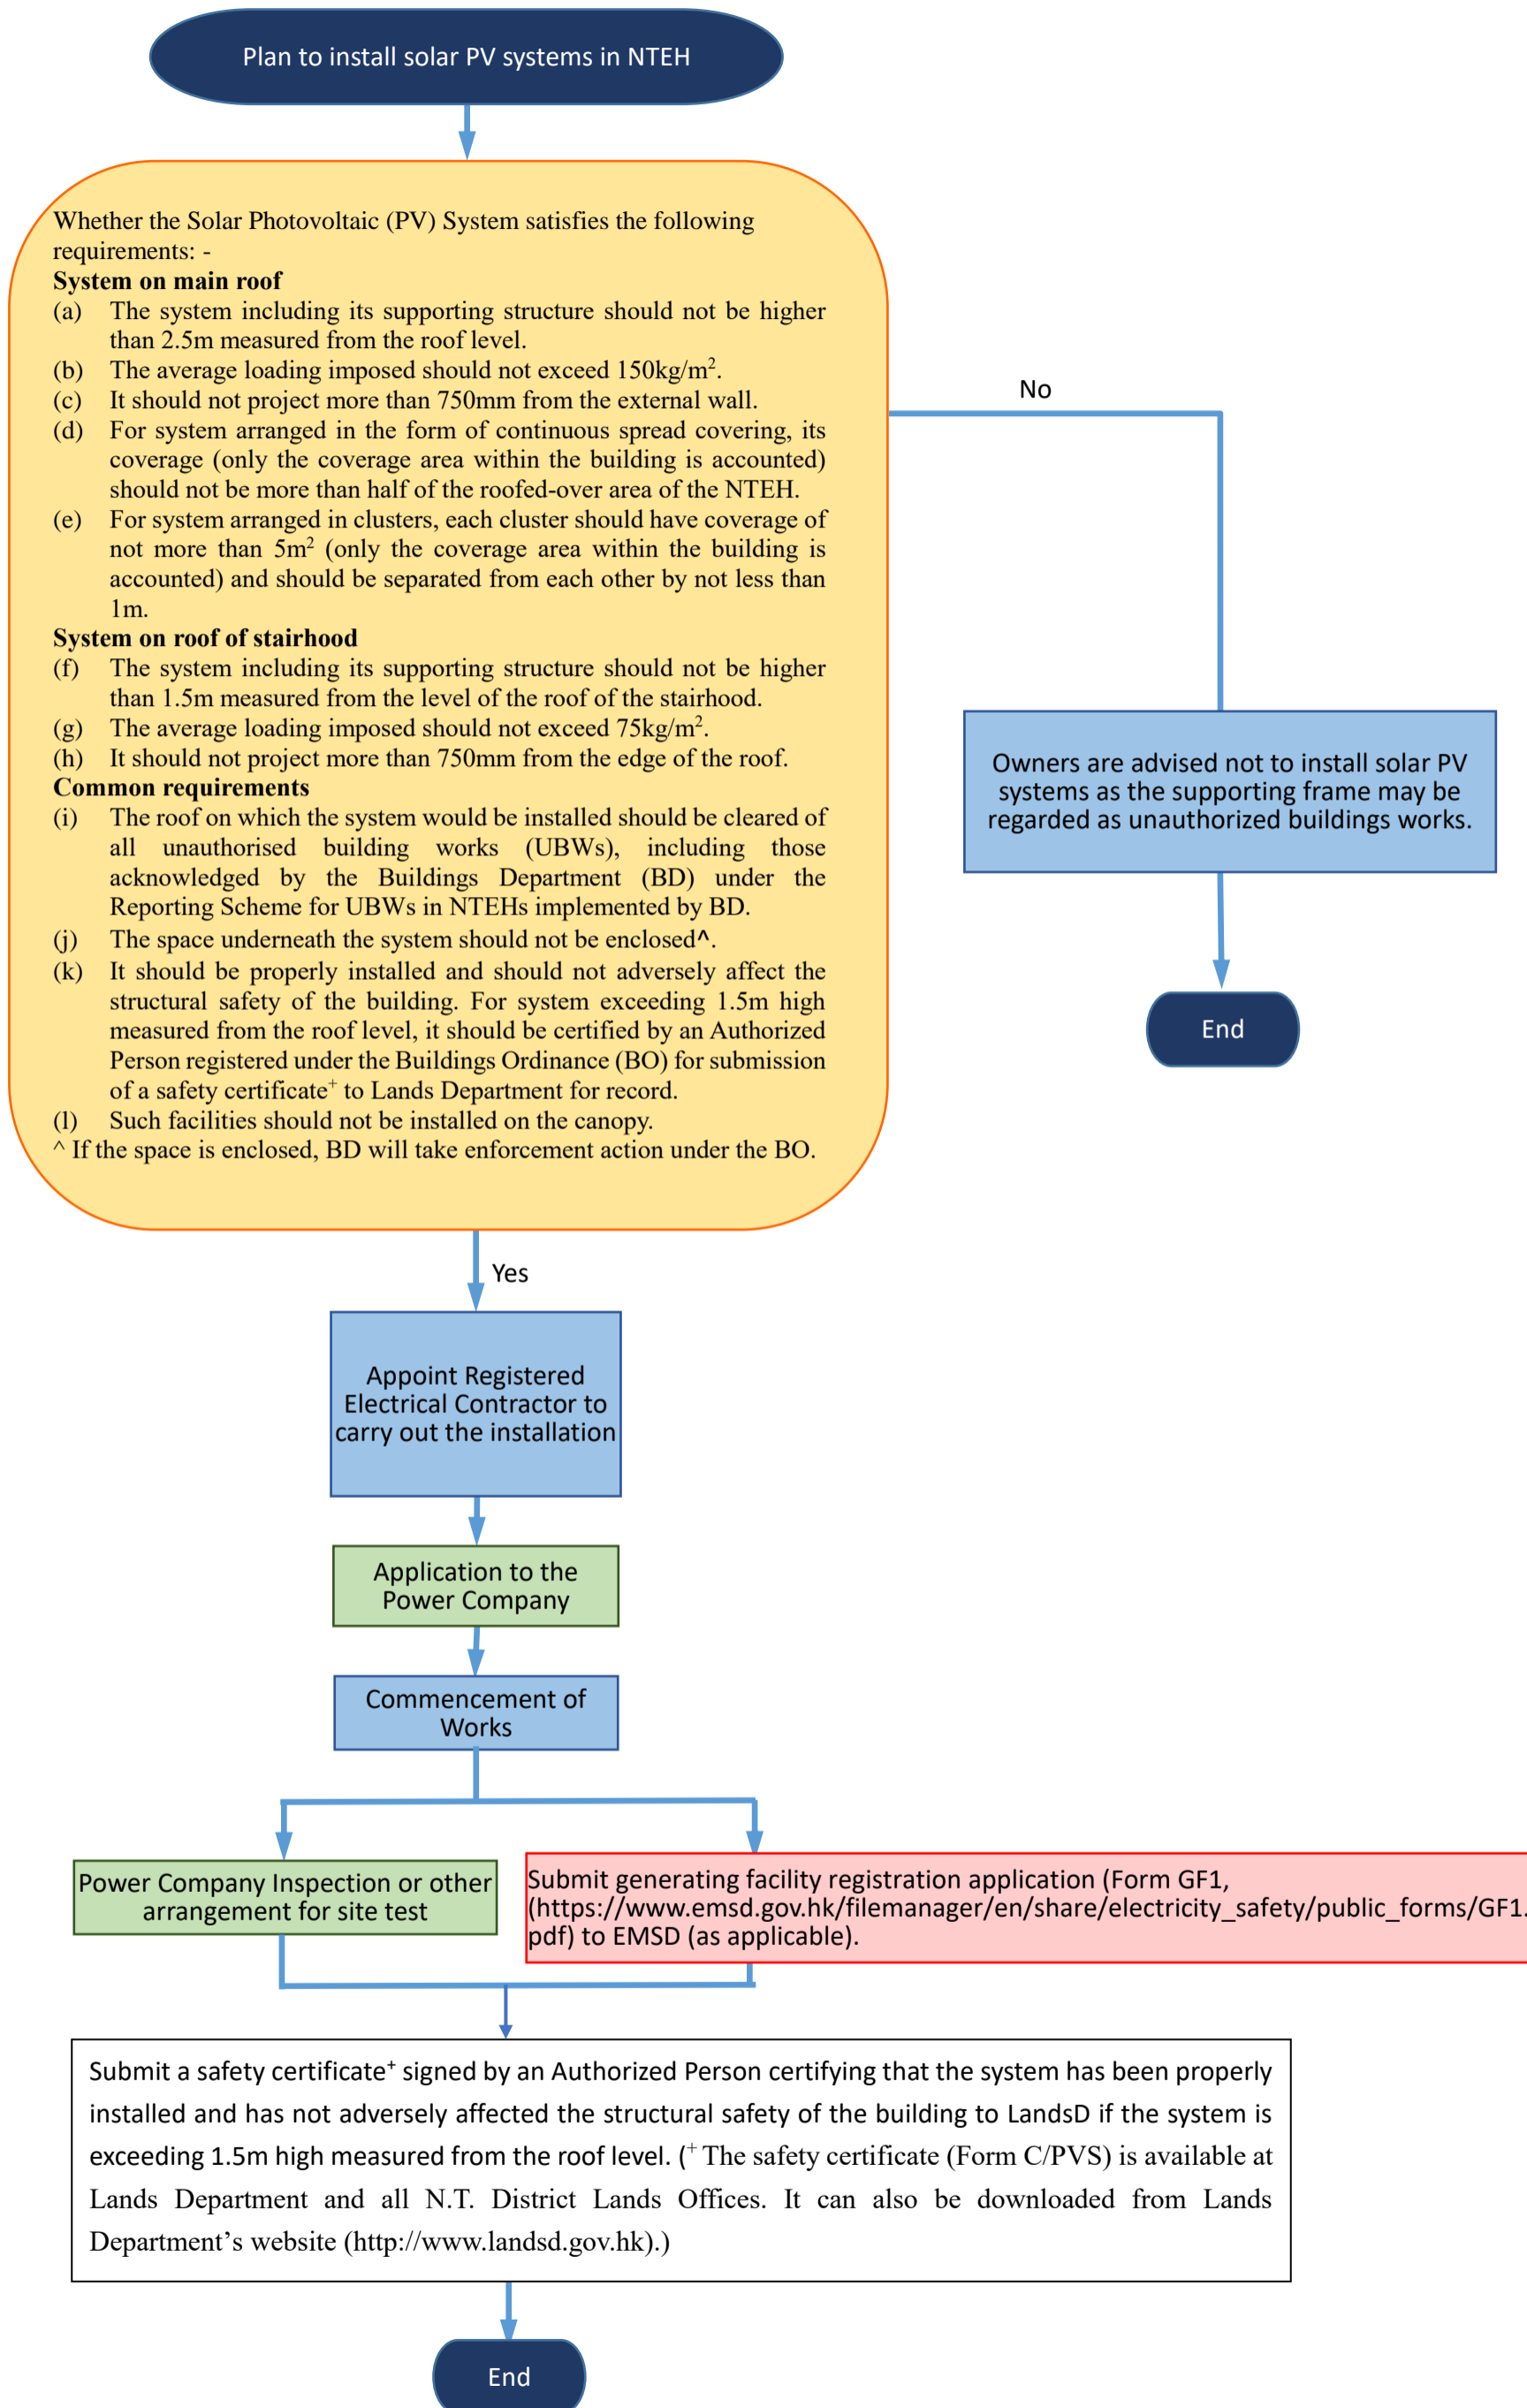 Plan to install solar PV systems in NTEH
Whether the Solar Photovoltaic (PV) System satisfies the following
requirements: -
System on main roof
(a) The system including its supporting structure should not be higher
than 2.5m measured from the roof level.
(b) The average loading imposed should not exceed 150kg/m².
(c) It should not project more than 750mm from the external wall.
(d) For system arranged in the form of continuous spread covering, its
coverage (only the coverage area within the building is accounted)
should not be more than half of the roofed-over area of the NTEH.
(e) For system arranged in clusters, each cluster should have coverage of
not more than 5m² (only the coverage area within the building is
accounted) and should be separated from each other by not less than
1m.
System on roof of stairhood
(f) The system including its supporting structure should not be higher
than 1.5m measured from the level of the roof of the stairhood.
(g) The average loading imposed should not exceed 75kg/m².
(h) It should not project more than 750mm from the edge of the roof.
Common requirements
(i) The roof on which the system would be installed should be cleared of
all unauthorised building works (UBWs), including those
acknowledged by the Buildings Department (BD) under the
Reporting Scheme for UBWs in NTEHs implemented by BD.
(j) The space underneath the system should not be enclosed^.
(k) It should be properly installed and should not adversely affect the
structural safety of the building. For system exceeding 1.5m high
measured from the roof level, it should be certified by an Authorized
Person registered under the Buildings Ordinance (BO) for submission
of a safety certificate⁺ to Lands Department for record.
(l) Such facilities should not be installed on the canopy.
^ If the space is enclosed, BD will take enforcement action under the BO.
No
Owners are advised not to install solar PV
systems as the supporting frame may be
regarded as unauthorized buildings works.
End
Yes
Appoint Registered
Electrical Contractor to
carry out the installation
Application to the
Power Company
Commencement of
Works
Power Company Inspection or other
arrangement for site test
Submit generating facility registration application (Form GF1,
(https://www.emsd.gov.hk/filemanager/en/share/electricity_safety/public_forms/GF1.
pdf) to EMSD (as applicable).
Submit a safety certificate⁺ signed by an Authorized Person certifying that the system has been properly
installed and has not adversely affected the structural safety of the building to LandsD if the system is
exceeding 1.5m high measured from the roof level. (⁺ The safety certificate (Form C/PVS) is available at
Lands Department and all N.T. District Lands Offices. It can also be downloaded from Lands
Department’s website (http://www.landsd.gov.hk).)
End